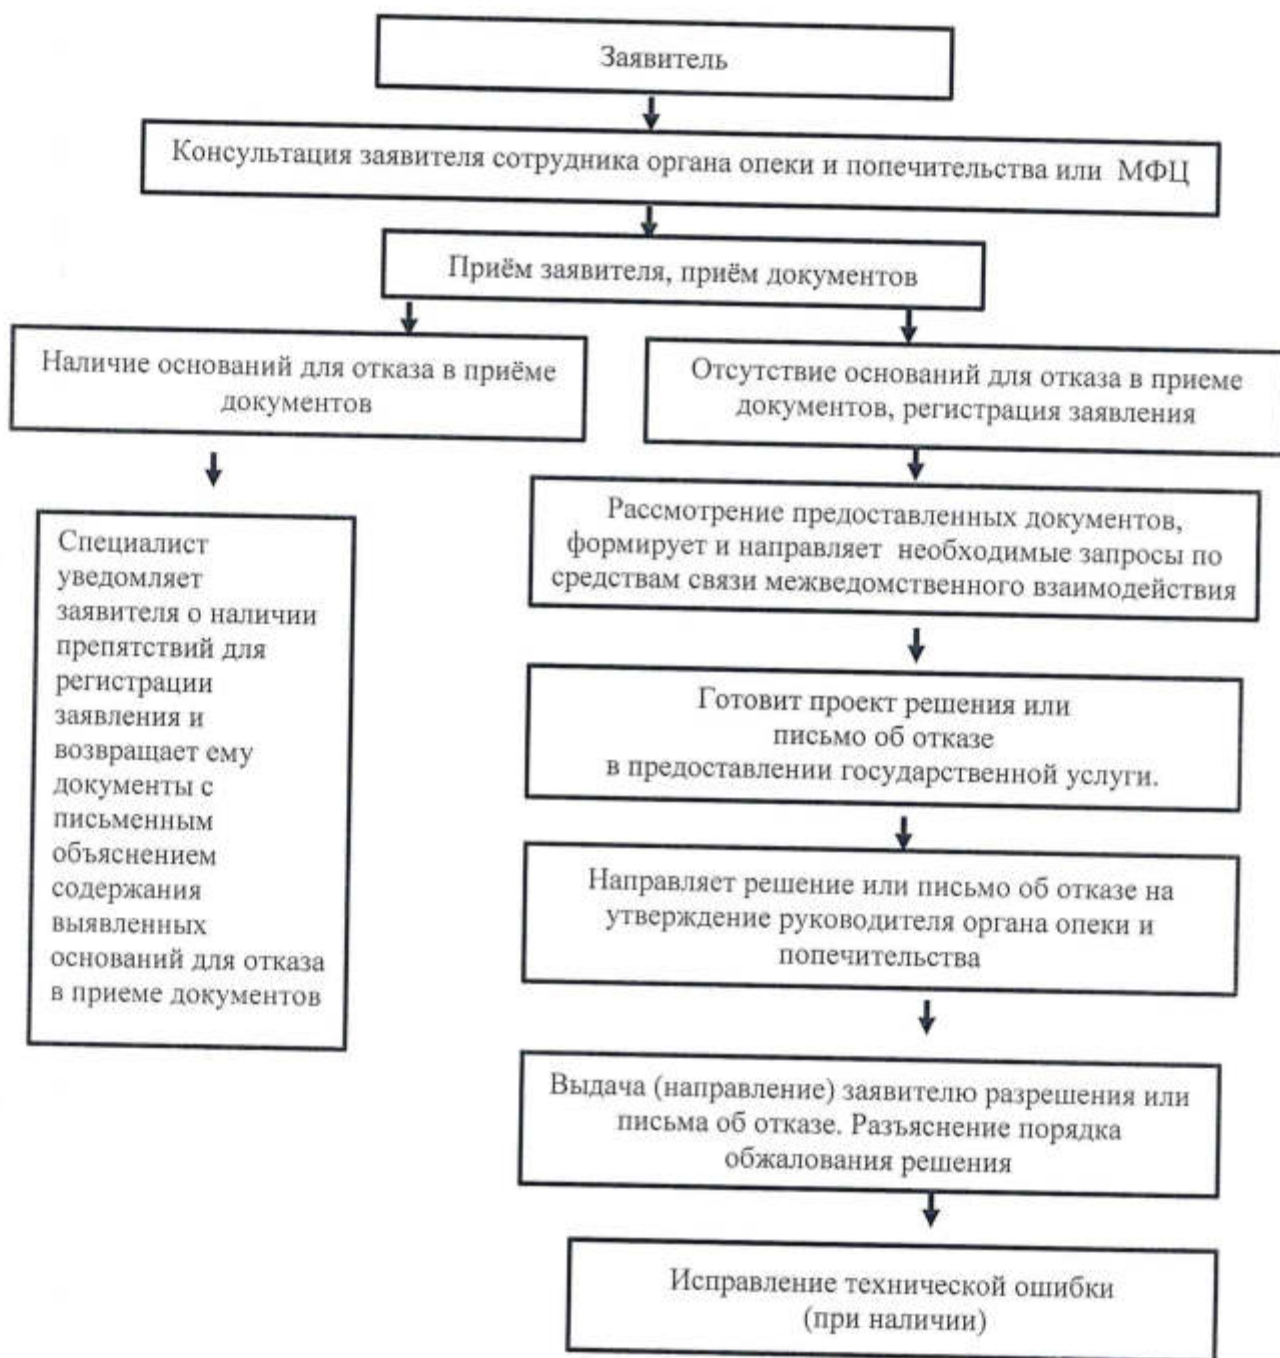 Заявитель
Консультация заявителя сотрудника органа опеки и попечительства или МФЦ
Приём заявителя, приём документов
Наличие оснований для отказа в приёме
документов
Отсутствие оснований для отказа в приеме
документов, регистрация заявления
Специалист
уведомляет
заявителя о наличии
препятствий для
регистрации
заявления и
возвращает ему
документы с
письменным
объяснением
содержания
выявленных
оснований для отказа
в приеме документов
Рассмотрение предоставленных документов,
формирует и направляет необходимые запросы по
средствам связи межведомственного взаимодействия
Готовит проект решения или
письмо об отказе
в предоставлении государственной услуги.
Направляет решение или письмо об отказе на
утверждение руководителя органа опеки и
попечительства
Выдача (направление) заявителю разрешения или
письма об отказе. Разъяснение порядка
обжалования решения
Исправление технической ошибки
(при наличии)